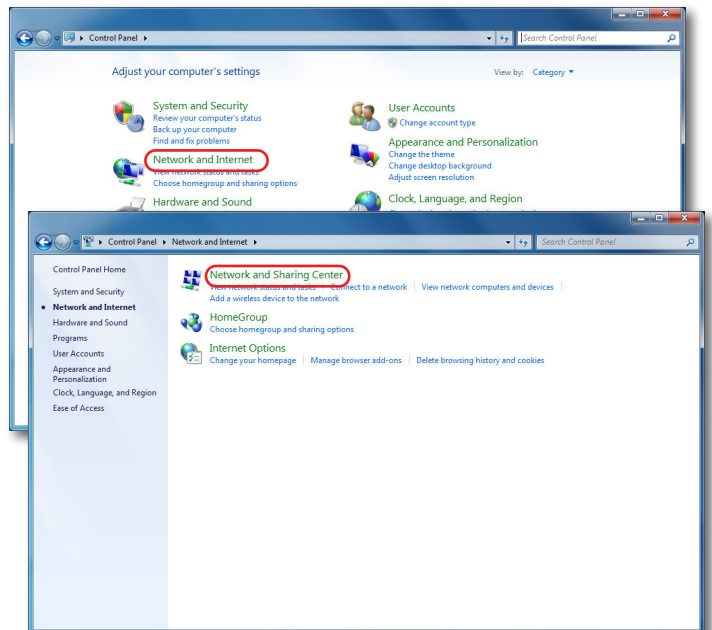 Control Panel
Search Control Panel
Adjust your computer's settings
View by: Category
System and Security
Review your computer's status
Back up your computer
Find and fix problems
Network and Internet
View network status and tasks
Choose homegroup and sharing options
Hardware and Sound
User Accounts
Change account type
Appearance and Personalization
Change the theme
Change desktop background
Adjust screen resolution
Clock, Language, and Region
Control Panel Network and Internet
Search Control Panel
Control Panel Home
System and Security
Network and Internet
Hardware and Sound
Programs
User Accounts
Appearance and
Personalization
Clock, Language, and Region
Ease of Access
Network and Sharing Center
View network status and tasks Connect to a network View network computers and devices
Add a wireless device to the network
HomeGroup
Choose homegroup and sharing options
Internet Options
Change your homepage Manage browser add-ons Delete browsing history and cookies